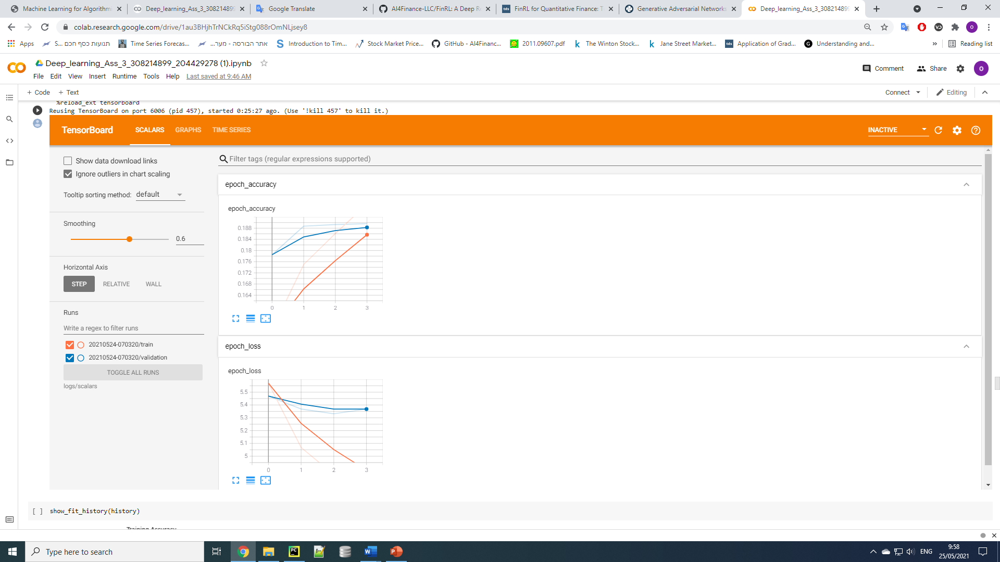 Machine Learning for Algorithmi
Deep_learning_Ass_3_308214899
Google Translate
AI4Finance-LLC/FinRL: A Deep R
FinRL for Quantitative Finance: T
Generative Adversarial Networks
Deep_learning_Ass_3_308214899
colab.research.google.com/drive/1au3BHjhTrNCkRq5iStg088rOmNLjsey8
Apps
תנועות כסף חכם S...
Time Series Forecas...
אתר הבורסה - מער...
Introduction to Tim...
Stock Market Price...
GitHub - AI4Financ...
2011.09607.pdf
The Winton Stock...
Jane Street Market...
Application of Grad...
Understanding and...
»
Reading list
Deep_learning_Ass_3_308214899_204429278 (1).ipynb
Comment
Share
O
File Edit View Insert Runtime Tools Help Last saved at 9:46 AM
+ Code + Text
Connect
Editing
%reload_ext tensorboard
Reusing TensorBoard on port 6006 (pid 457), started 0:25:27 ago. (Use '!kill 457' to kill it.)
TensorBoard
SCALARS
GRAPHS
TIME SERIES
INACTIVE
Show data download links
Ignore outliers in chart scaling
Tooltip sorting method: default
Smoothing
0.6
Horizontal Axis
STEP
RELATIVE
WALL
Runs
Write a regex to filter runs
20210524-070320/train
20210524-070320/validation
TOGGLE ALL RUNS
logs/scalars
Filter tags (regular expressions supported)
epoch_accuracy
epoch_accuracy
0.188
0.184
0.18
0.176
0.172
0.168
0.164
0 1 2 3
epoch_loss
epoch_loss
5.5
5.4
5.3
5.2
5.1
5
0 1 2 3
[ ] show_fit_history(history)
Training Accuracy
Type here to search
ENG
9:58
25/05/2021